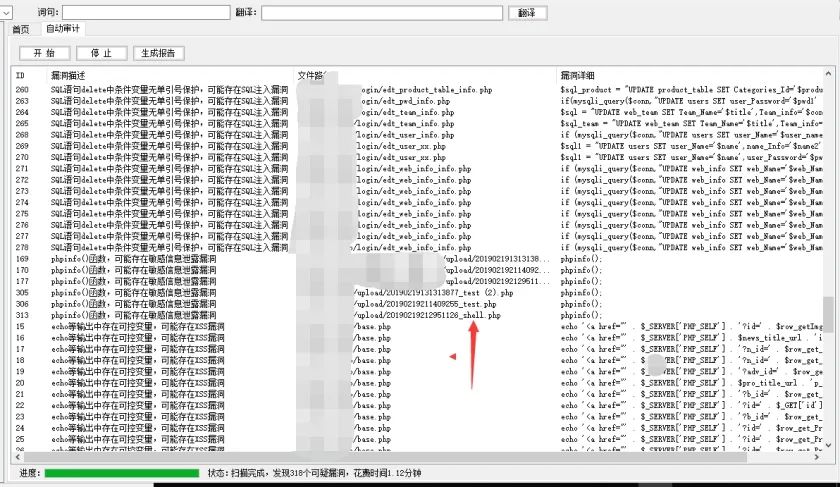 词句: 翻译: 翻译
首页 自动审计
开 始 停 止 生成报告
ID 漏洞描述 文件路 漏洞详细
260 SQL语句delete中条件变量无单引号保护，可能存在SQL注入漏洞 login/edt_product_table_info.php $sql_product = "UPDATE product_table SET Categories_Id='$produ
263 SQL语句delete中条件变量无单引号保护，可能存在SQL注入漏洞 /login/edt_pwd_info.php if(mysqli_query($conn,"UPDATE users SET user_Password='$pwd1'
264 SQL语句delete中条件变量无单引号保护，可能存在SQL注入漏洞 /login/edt_team_info.php $sql = "UPDATE web_team SET Team_Name='$title',Team_info='$con
265 SQL语句delete中条件变量无单引号保护，可能存在SQL注入漏洞 /login/edt_team_info.php $sql_team = "UPDATE web_team SET Team_Name='$title',Team_info=
268 SQL语句delete中条件变量无单引号保护，可能存在SQL注入漏洞 /login/edt_user_info.php if (mysqli_query($conn,"UPDATE users SET user_Name='$user_name
269 SQL语句delete中条件变量无单引号保护，可能存在SQL注入漏洞 /login/edt_user_xx.php $sql1 = "UPDATE users SET user_Name='$name',name_Info='$name2'
270 SQL语句delete中条件变量无单引号保护，可能存在SQL注入漏洞 /login/edt_user_xx.php $sql1 = "UPDATE users SET user_Name='$name',user_Password='$pw
271 SQL语句delete中条件变量无单引号保护，可能存在SQL注入漏洞 /login/edt_web_info_info.php if (mysqli_query($conn,"UPDATE web_info SET web_Name='$web_Nam
272 SQL语句delete中条件变量无单引号保护，可能存在SQL注入漏洞 /login/edt_web_info_info.php if (mysqli_query($conn,"UPDATE web_info SET web_Name='$web_Nam
273 SQL语句delete中条件变量无单引号保护，可能存在SQL注入漏洞 /login/edt_web_info_info.php if (mysqli_query($conn,"UPDATE web_info SET web_Name='$web_Nam
274 SQL语句delete中条件变量无单引号保护，可能存在SQL注入漏洞 /login/edt_web_info_info.php if (mysqli_query($conn,"UPDATE web_info SET web_Name='$web_Nam
275 SQL语句delete中条件变量无单引号保护，可能存在SQL注入漏洞 /login/edt_web_info_info.php if (mysqli_query($conn,"UPDATE web_info SET web_Name='$web_Nam
276 SQL语句delete中条件变量无单引号保护，可能存在SQL注入漏洞 /login/edt_web_info_info.php if (mysqli_query($conn,"UPDATE web_info SET web_Name='$web_Nam
277 SQL语句delete中条件变量无单引号保护，可能存在SQL注入漏洞 /login/edt_web_info_info.php if (mysqli_query($conn,"UPDATE web_info SET web_Name='$web_Nam
278 SQL语句delete中条件变量无单引号保护，可能存在SQL注入漏洞 o/login/edt_web_info_info.php if (mysqli_query($conn,"UPDATE web_info SET web_Name='$web_Nam
169 phpinfo()函数，可能存在敏感信息泄露漏洞 /upload/201902191313138... phpinfo();
170 phpinfo()函数，可能存在敏感信息泄露漏洞 /upload/201902192114092... phpinfo();
177 phpinfo()函数，可能存在敏感信息泄露漏洞 /upload/201902192129511... phpinfo();
305 phpinfo()函数，可能存在敏感信息泄露漏洞 /upload/20190219131313877_test (2).php phpinfo();
306 phpinfo()函数，可能存在敏感信息泄露漏洞 /upload/20190219211409255_test.php phpinfo();
313 phpinfo()函数，可能存在敏感信息泄露漏洞 /upload/20190219212951126_shell.php phpinfo();
15 echo等输出中存在可控变量，可能存在XSS漏洞 /base.php echo '<a href="' . $_SERVER['PHP_SELF'] . '?id=' . $row_getImg
16 echo等输出中存在可控变量，可能存在XSS漏洞 /base.php $news_title_url . 'i
17 echo等输出中存在可控变量，可能存在XSS漏洞 /base.php echo '<a href="' . $_SERVER['PHP_SELF'] . '?n_id=' . $row_get_
18 echo等输出中存在可控变量，可能存在XSS漏洞 /base.php echo '<a href="' $_SERVER['PHP_SELF'] . '?n_id=' . $row_get_
19 echo等输出中存在可控变量，可能存在XSS漏洞 /base.php echo '<a href="' $_SERVER['PHP_SELF'] . '?adv_id=' . $row_ge
20 echo等输出中存在可控变量，可能存在XSS漏洞 /base.php $pro_title_url . 'p_
21 echo等输出中存在可控变量，可能存在XSS漏洞 /base.php echo '<a href="' . $_SERVER['PHP_SELF'] . '?b_id=' . $row_get_
22 echo等输出中存在可控变量，可能存在XSS漏洞 /base.php echo '<a href="' . $_SERVER['PHP_SELF'] . '?id=' . $_GET['id']
23 echo等输出中存在可控变量，可能存在XSS漏洞 /base.php echo '<a href="' . $_SERVER['PHP_SELF'] . '?b_id=' . $row_get_
24 echo等输出中存在可控变量，可能存在XSS漏洞 /base.php echo '<a href="' . $_SERVER['PHP_SELF'] . '?id=' . $row_get_Pr
25 echo等输出中存在可控变量，可能存在XSS漏洞 /base.php echo '<a href="' . $_SERVER['PHP_SELF'] . '?id=' . $row_get_Pr
进度: 状态:扫描完成，发现318个可疑漏洞，花费时间1.12分钟